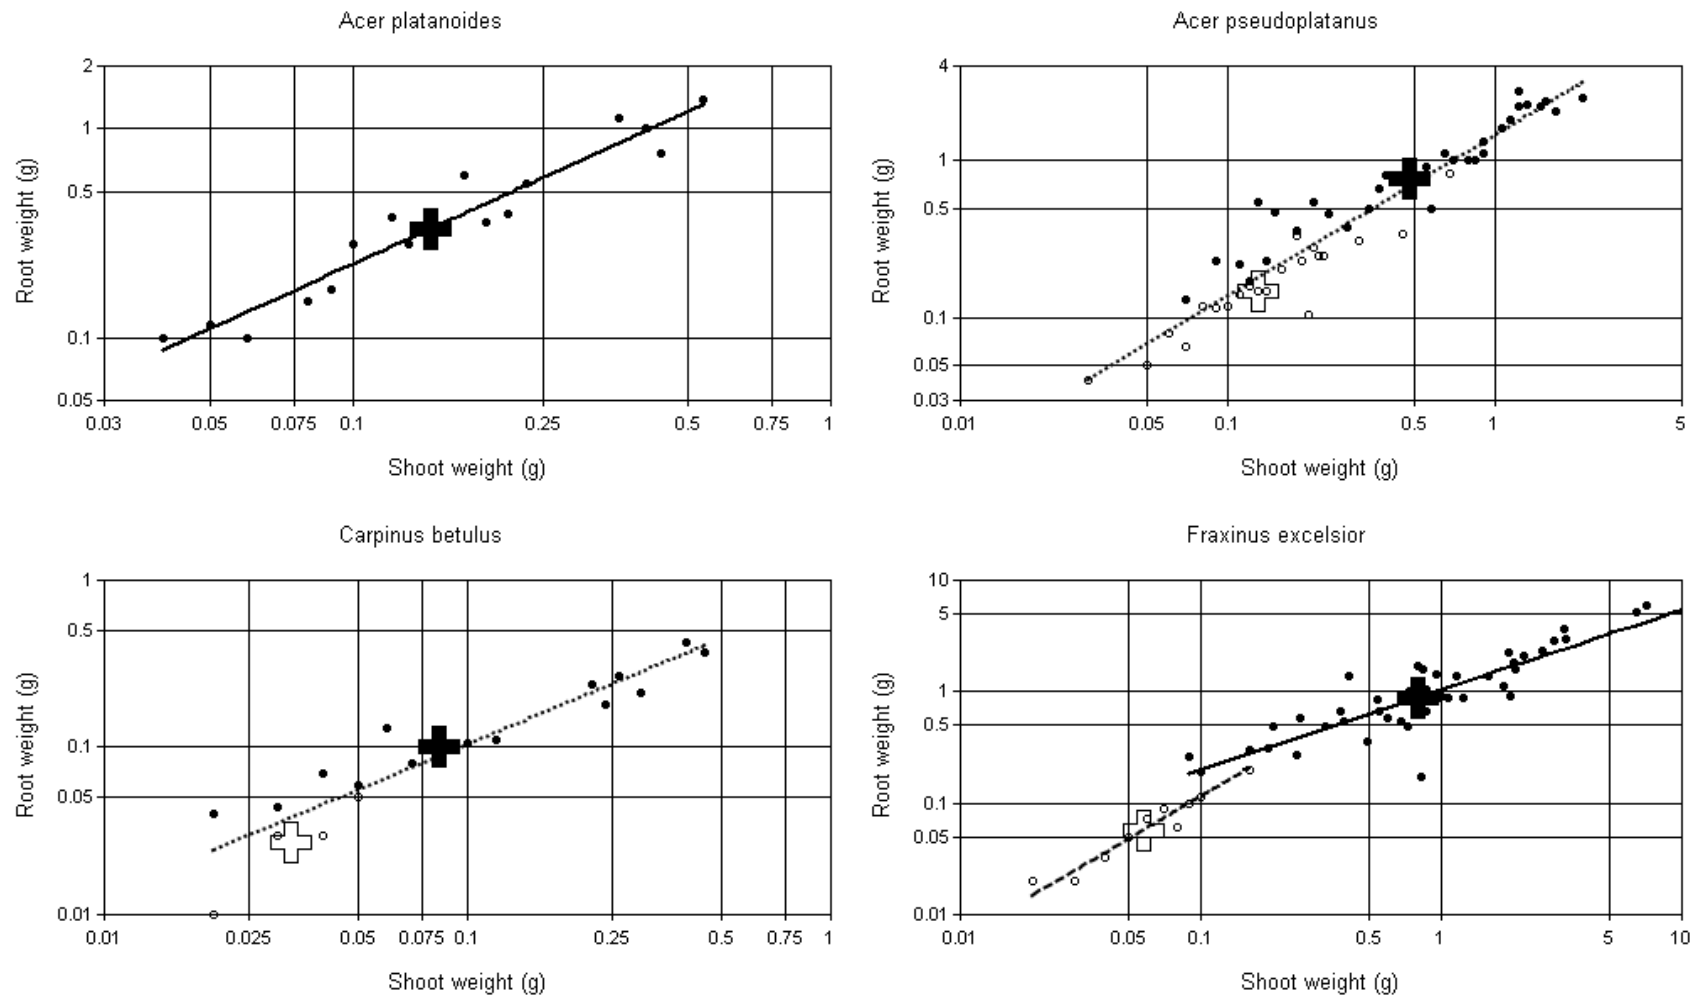 Acer platanoides
2
1
0.5
0.1
0.05
Root weight (g)
0.03 0.05 0.075 0.1 0.25 0.5 0.75 1
Shoot weight (g)
Acer pseudoplatanus
4
1
0.5
0.1
0.05
0.03
Root weight (g)
0.01 0.05 0.1 0.5 1 5
Shoot weight (g)
Carpinus betulus
1
0.5
0.1
0.05
0.01
Root weight (g)
0.01 0.025 0.05 0.075 0.1 0.25 0.5 0.75 1
Shoot weight (g)
Fraxinus excelsior
10
5
1
0.5
0.1
0.05
0.01
Root weight (g)
0.01 0.05 0.1 0.5 1 5 10
Shoot weight (g)